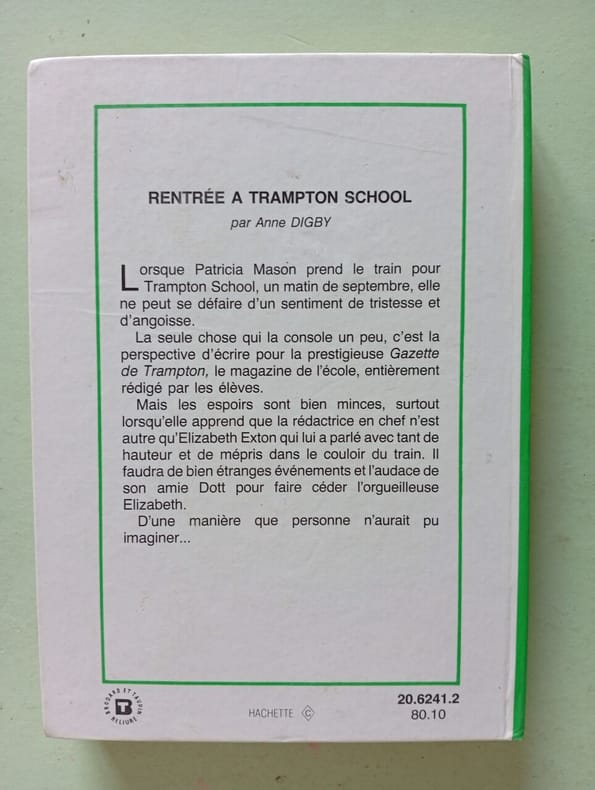 RENTRÉE A TRAMPTON SCHOOL
par Anne DIGBY
Lorsque Patricia Mason prend le train pour
Trampton School, un matin de septembre, elle
ne peut se défaire d'un sentiment de tristesse et
d'angoisse.
La seule chose qui la console un peu, c'est la
perspective d'écrire pour la prestigieuse Gazette
de Trampton, le magazine de l'école, entièrement
rédigé par les élèves.
Mais les espoirs sont bien minces, surtout
lorsqu'elle apprend que la rédactrice en chef n'est
autre qu'Elizabeth Exton qui lui a parlé avec tant de
hauteur et de mépris dans le couloir du train. Il
faudra de bien étranges événements et l'audace de
son amie Dott pour faire céder l'orgueilleuse
Elizabeth.
D'une manière que personne n'aurait pu
imaginer...
BRODARD ET TAUPIN
RELIURE
HACHETTE C
20.6241.2
80.10